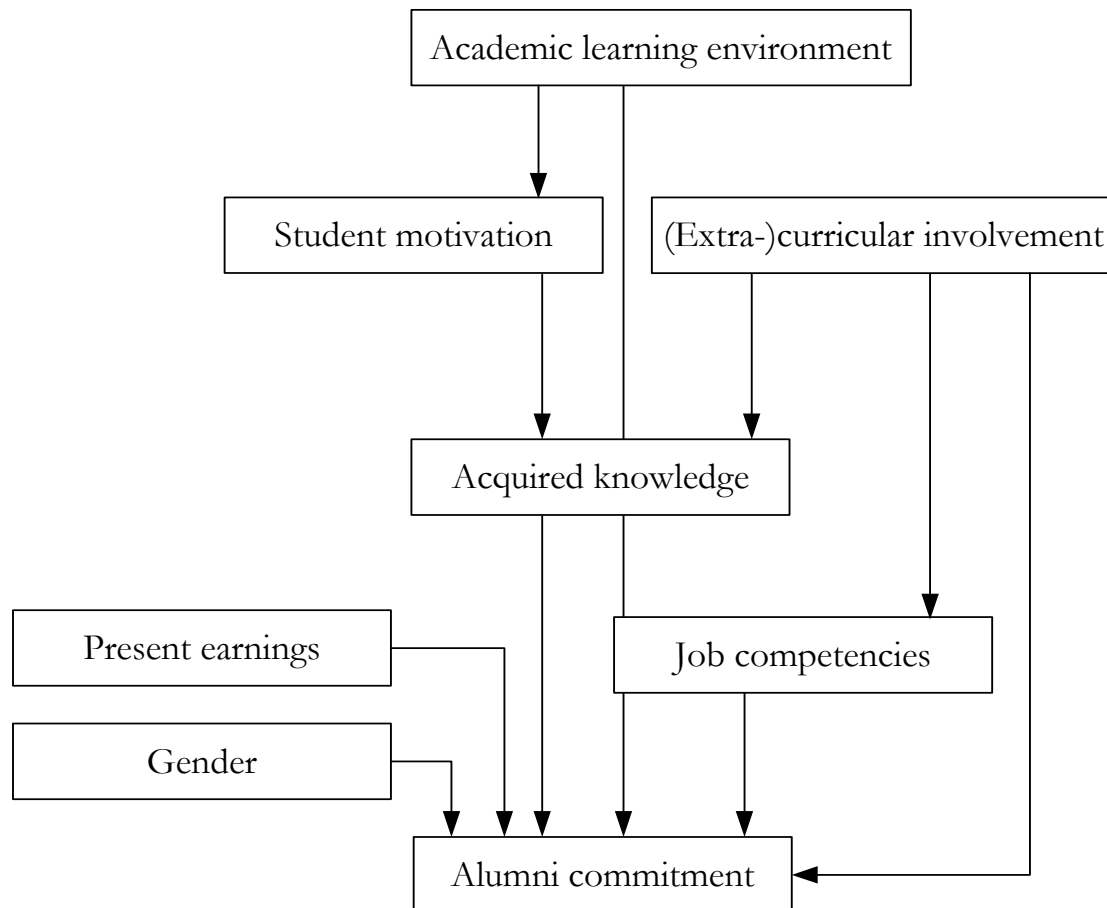 Academic learning environment
Student motivation
(Extra-)curricular involvement
Acquired knowledge
Present earnings
Job competencies
Gender
Alumni commitment